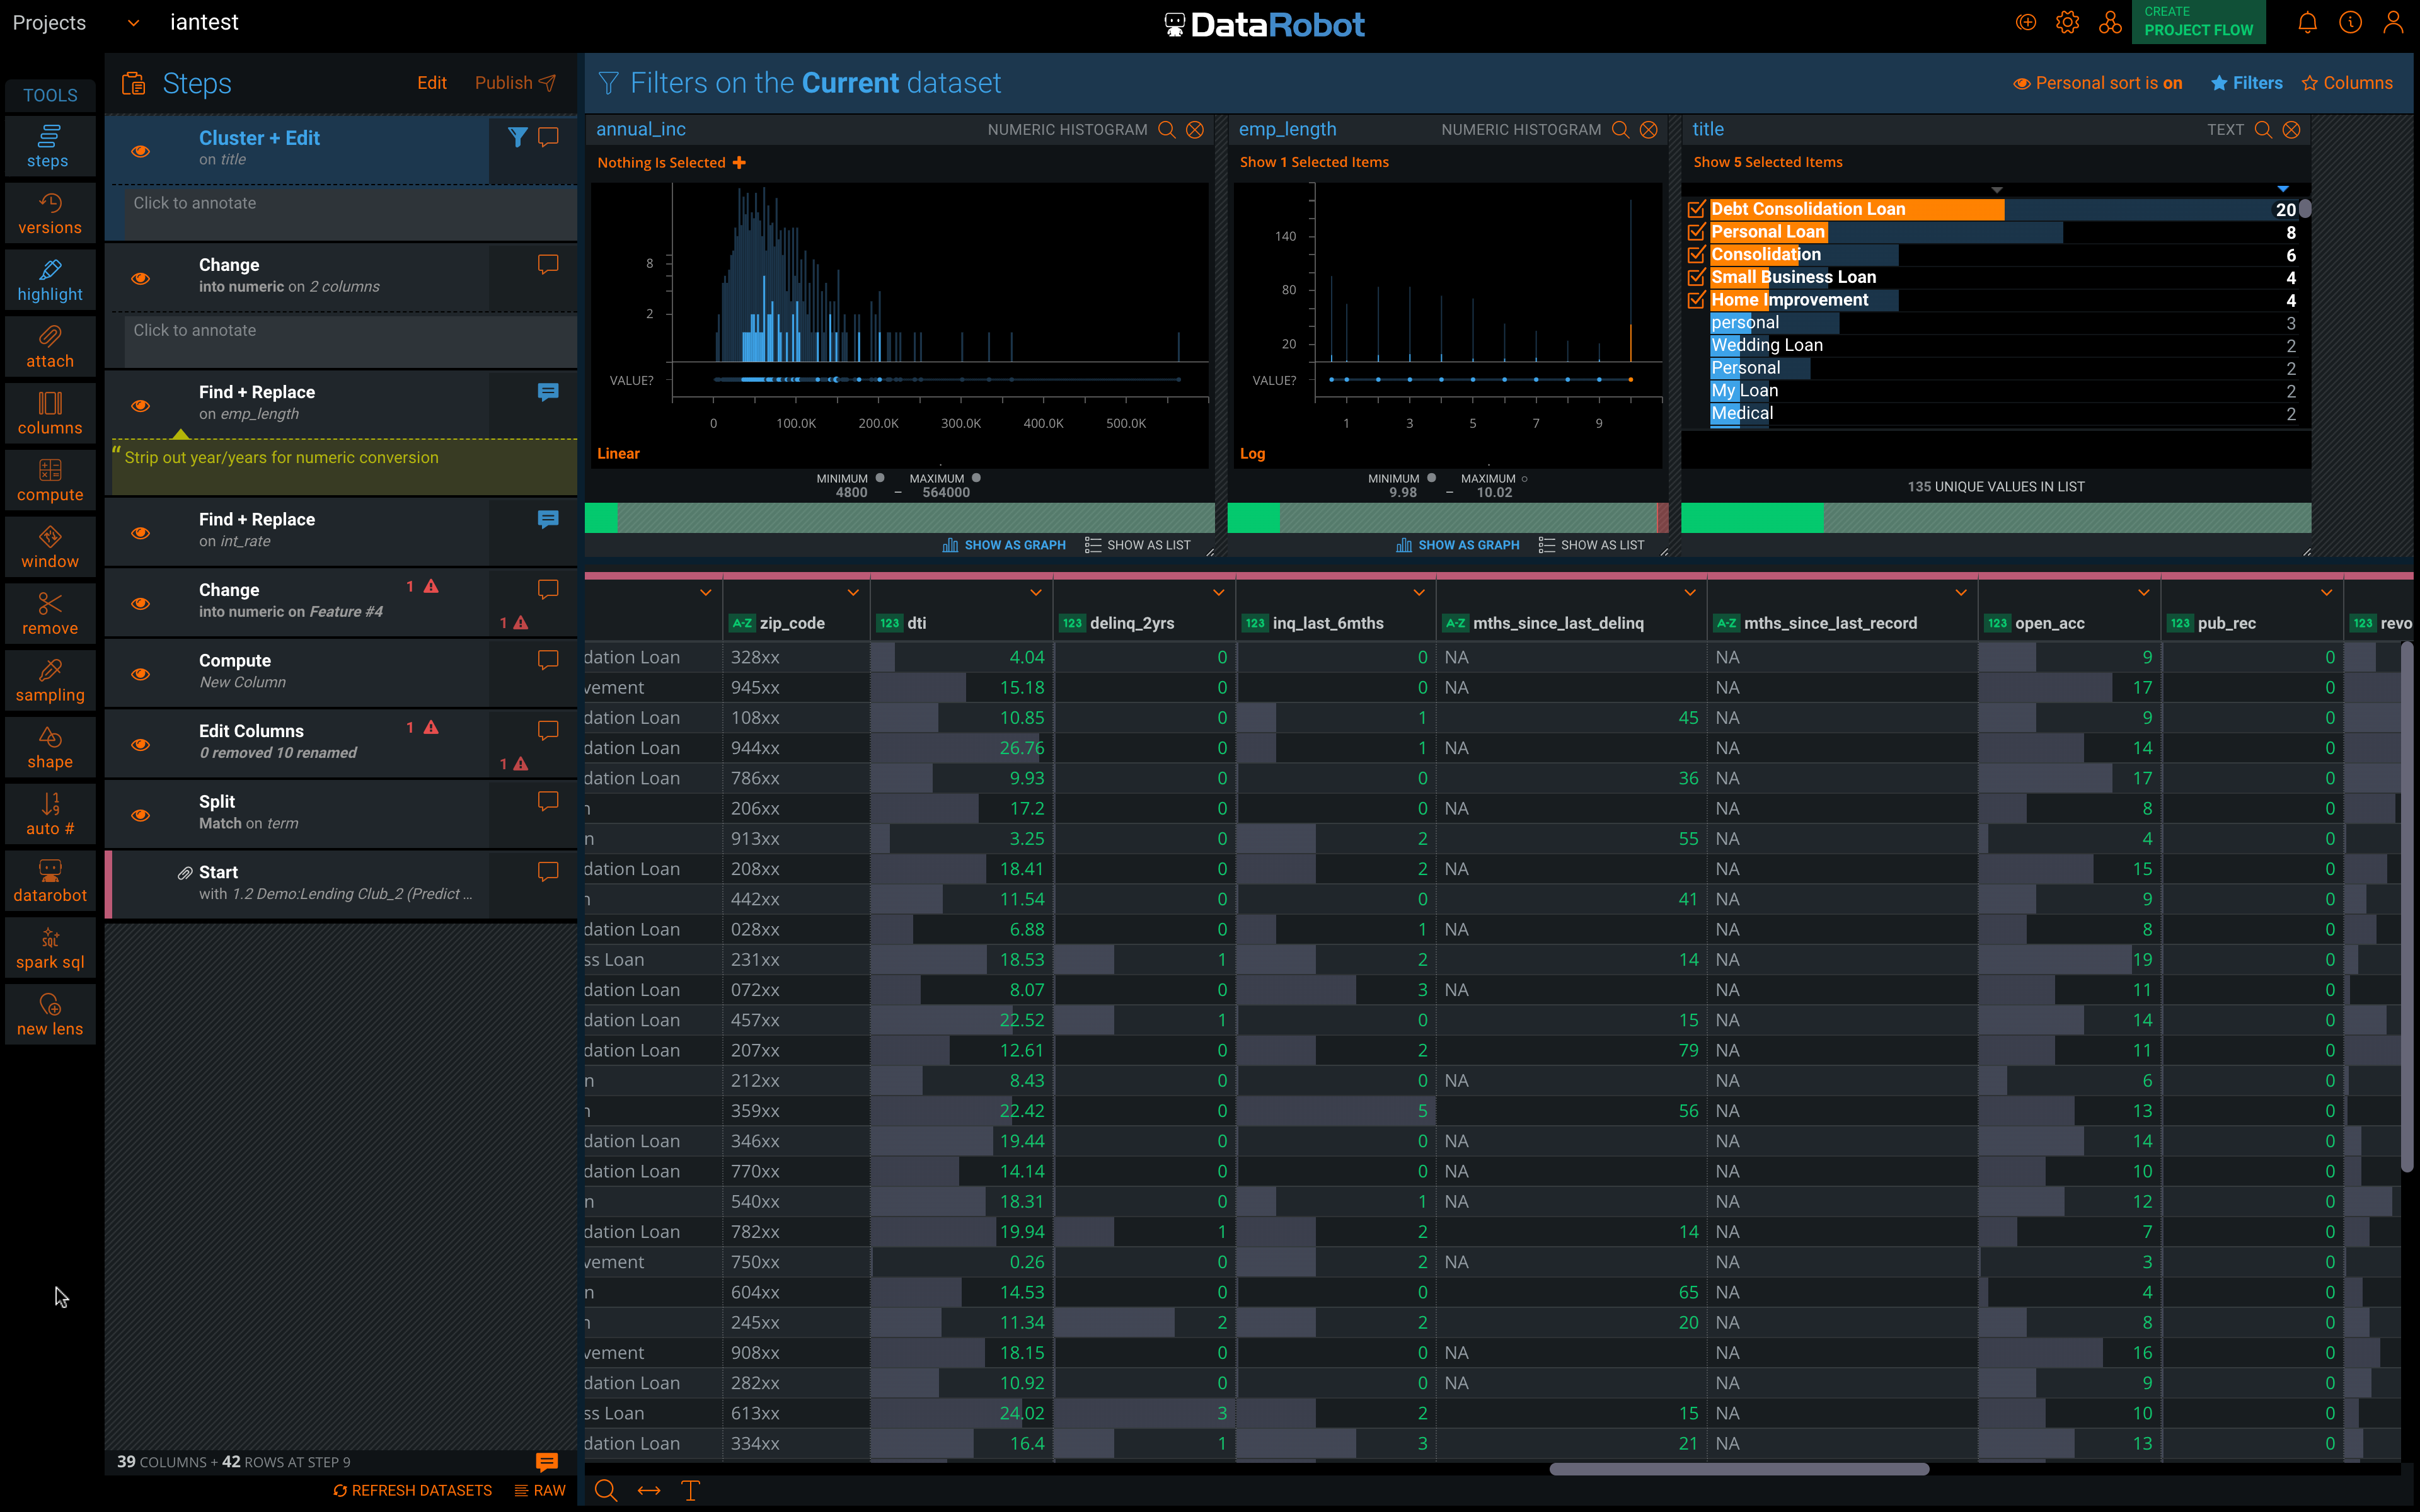 Projects
iantest
DataRobot
CREATE
PROJECT FLOW
TOOLS
steps
versions
highlight
attach
columns
compute
window
remove
sampling
shape
auto #
datarobot
spark sql
new lens
Steps
Edit
Publish
Cluster + Edit
on title
Click to annotate
Change
into numeric on 2 columns
Click to annotate
Find + Replace
on emp_length
“ Strip out year/years for numeric conversion
Find + Replace
on int_rate
Change
1
into numeric on Feature #4
1
Compute
New Column
Edit Columns
1
0 removed 10 renamed
1
Split
Match on term
Start
with 1.2 Demo:Lending Club_2 (Predict ...
39 COLUMNS + 42 ROWS AT STEP 9
REFRESH DATASETS
RAW
Filters on the Current dataset
Personal sort is on
Filters
Columns
annual_inc
NUMERIC HISTOGRAM
Nothing Is Selected +
8
2
VALUE?
0 100.0K 200.0K 300.0K 400.0K 500.0K
Linear
MINIMUM MAXIMUM
4800 – 564000
SHOW AS GRAPH
SHOW AS LIST
emp_length
NUMERIC HISTOGRAM
Show 1 Selected Items
140
80
20
VALUE?
1 3 5 7 9
Log
MINIMUM MAXIMUM
9.98 – 10.02
SHOW AS GRAPH
SHOW AS LIST
title
TEXT
Show 5 Selected Items
Debt Consolidation Loan 20
Personal Loan 8
Consolidation 6
Small Business Loan 4
Home Improvement 4
personal 3
Wedding Loan 2
Personal 2
My Loan 2
Medical 2
135 UNIQUE VALUES IN LIST
A-Z zip_code 123 dti 123 delinq_2yrs 123 inq_last_6mths A-Z mths_since_last_delinq A-Z mths_since_last_record 123 open_acc 123 pub_rec 123 revo
dation Loan 328xx 4.04 0 0 NA NA 9 0
vement 945xx 15.18 0 0 NA NA 17 0
dation Loan 108xx 10.85 0 1 45 NA 9 0
dation Loan 944xx 26.76 0 1 NA NA 14 0
dation Loan 786xx 9.93 0 0 36 NA 17 0
n 206xx 17.2 0 0 NA NA 8 0
n 913xx 3.25 0 2 55 NA 4 0
dation Loan 208xx 18.41 0 2 NA NA 15 0
n 442xx 11.54 0 0 41 NA 9 0
dation Loan 028xx 6.88 0 1 NA NA 8 0
ss Loan 231xx 18.53 1 2 14 NA 19 0
dation Loan 072xx 8.07 0 3 NA NA 11 0
dation Loan 457xx 22.52 1 0 15 NA 14 0
dation Loan 207xx 12.61 0 2 79 NA 11 0
n 212xx 8.43 0 0 NA NA 6 0
n 359xx 22.42 0 5 56 NA 13 0
dation Loan 346xx 19.44 0 0 NA NA 14 0
dation Loan 770xx 14.14 0 0 NA NA 10 0
n 540xx 18.31 0 1 NA NA 12 0
dation Loan 782xx 19.94 1 2 14 NA 7 0
vement 750xx 0.26 0 2 NA NA 3 0
n 604xx 14.53 0 0 65 NA 4 0
n 245xx 11.34 2 2 20 NA 8 0
vement 908xx 18.15 0 0 NA NA 16 0
dation Loan 282xx 10.92 0 0 NA NA 9 0
ss Loan 613xx 24.02 3 2 15 NA 10 0
dation Loan 334xx 16.4 1 3 21 NA 13 0